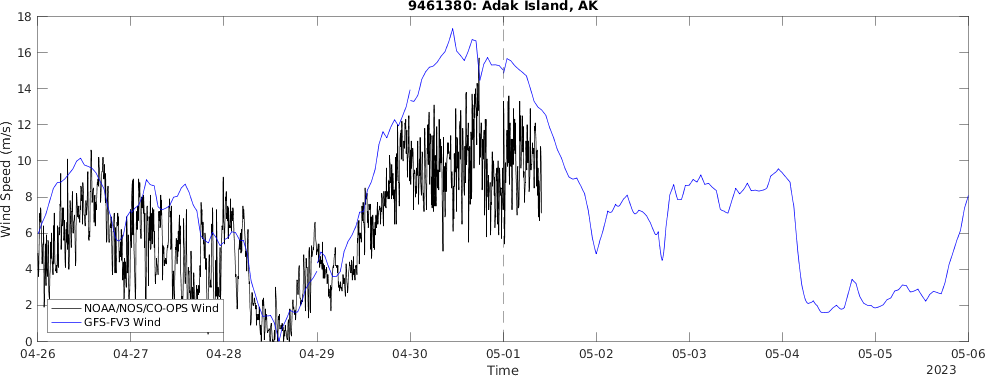 9461380: Adak Island, AK
18
16
14
12
10
8
6
4
2
0
Wind Speed (m/s)
NOAA/NOS/CO-OPS Wind
GFS-FV3 Wind
04-26 04-27 04-28 04-29 04-30 05-01 05-02 05-03 05-04 05-05 05-06
Time
2023